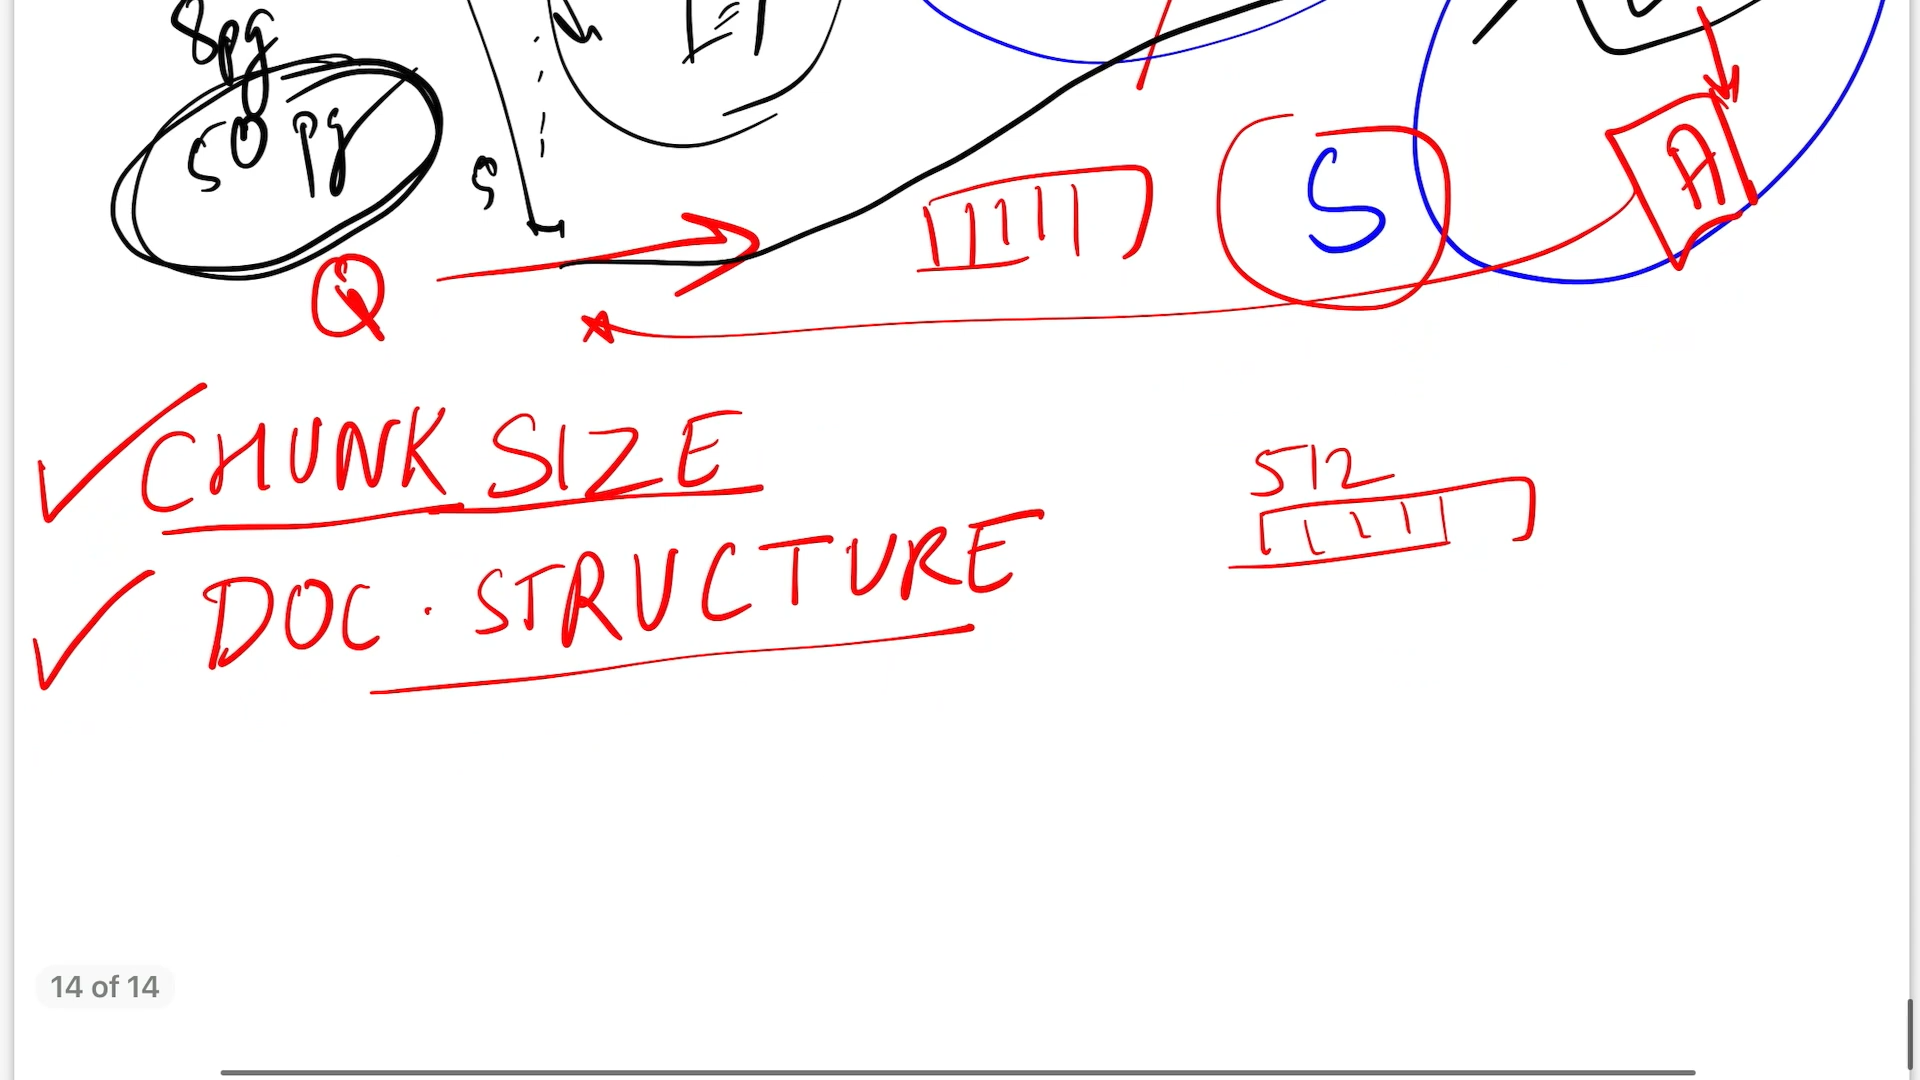 8pg
50 pg
S
Q
S
A
CHUNK SIZE
512
DOC. STRUCTURE
14 of 14